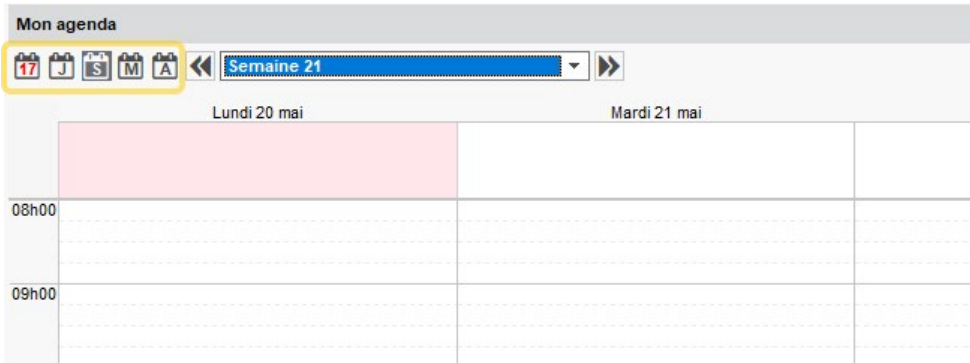 Mon agenda
17 J S M A Semaine 21
Lundi 20 mai Mardi 21 mai
08h00
09h00